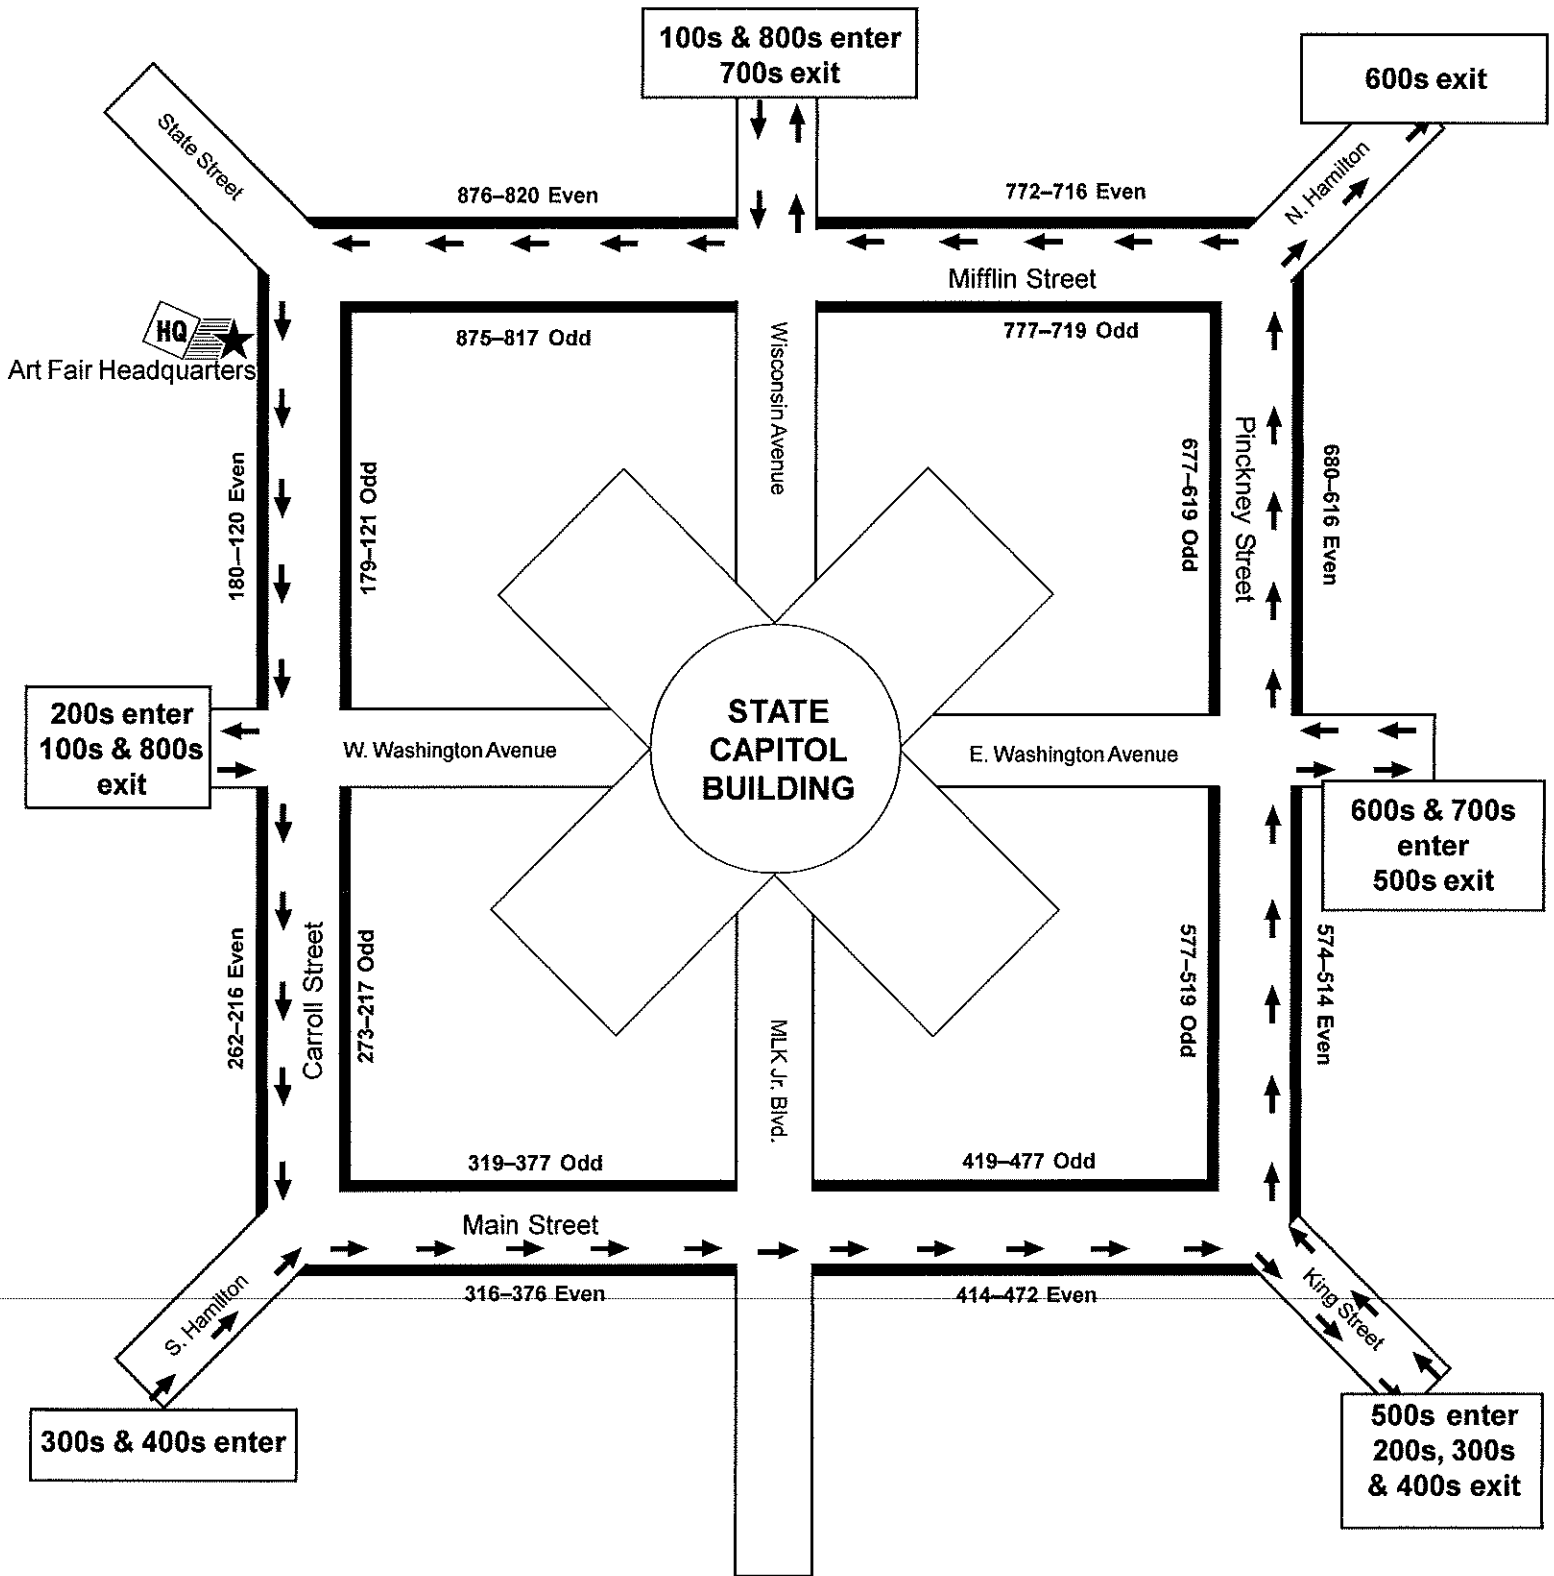 100s & 800s enter
700s exit
600s exit
State Street
876–820 Even
772–716 Even
N. Hamilton
Mifflin Street
HQ
Art Fair Headquarters
875–817 Odd
777–719 Odd
Wisconsin Avenue
180–120 Even
179–121 Odd
677–619 Odd
Pinckney Street
680–616 Even
200s enter
100s & 800s
exit
W. Washington Avenue
STATE
CAPITOL
BUILDING
E. Washington Avenue
600s & 700s
enter
500s exit
262–216 Even
Carroll Street
273–217 Odd
MLK Jr. Blvd.
577–519 Odd
574–514 Even
319–377 Odd
419–477 Odd
Main Street
S. Hamilton
316–376 Even
414–472 Even
King Street
300s & 400s enter
500s enter
200s, 300s
& 400s exit